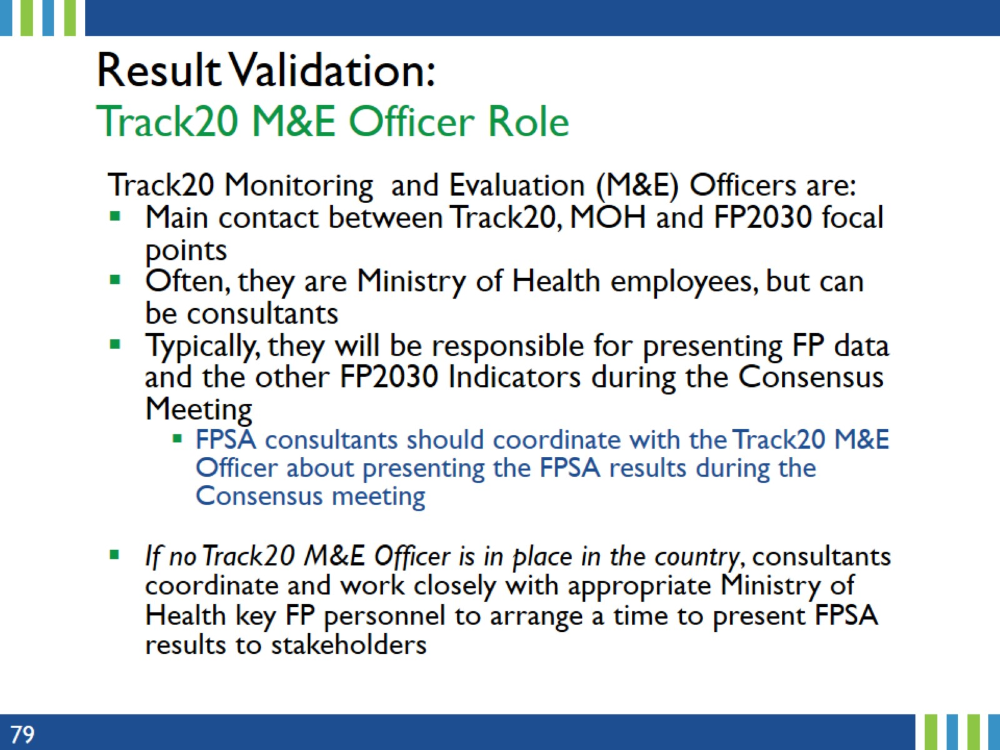 Result Validation:
Track20 M&E Officer Role
Track20 Monitoring  and Evaluation (M&E) Officers are:
▪ Main contact between Track20, MOH and FP2030 focal
points
▪ Often, they are Ministry of Health employees, but can
be consultants
▪ Typically, they will be responsible for presenting FP data
and the other FP2030 Indicators during the Consensus
Meeting
▪ FPSA consultants should coordinate with the Track20 M&E
Officer about presenting the FPSA results during the
Consensus meeting
▪ If no Track20 M&E Officer is in place in the country, consultants
coordinate and work closely with appropriate Ministry of
Health key FP personnel to arrange a time to present FPSA
results to stakeholders
79